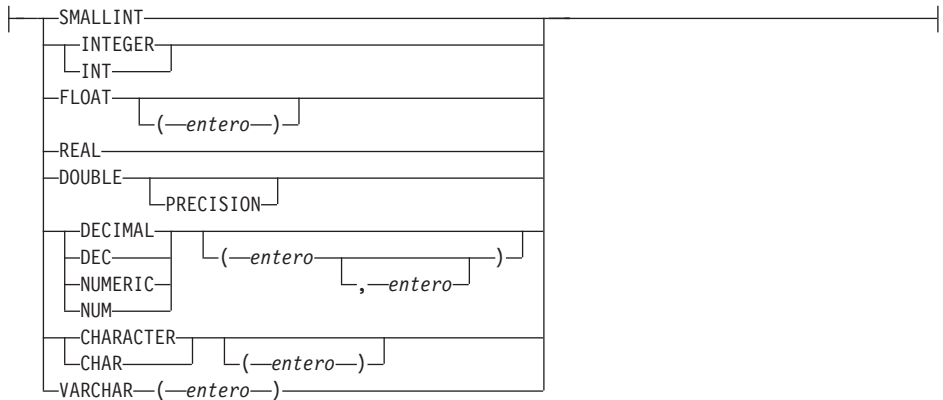 SMALLINT
INTEGER
INT
FLOAT
( entero )
REAL
DOUBLE
PRECISION
DECIMAL
DEC ( entero )
NUMERIC , entero
NUM
CHARACTER
CHAR ( entero )
VARCHAR ( entero )